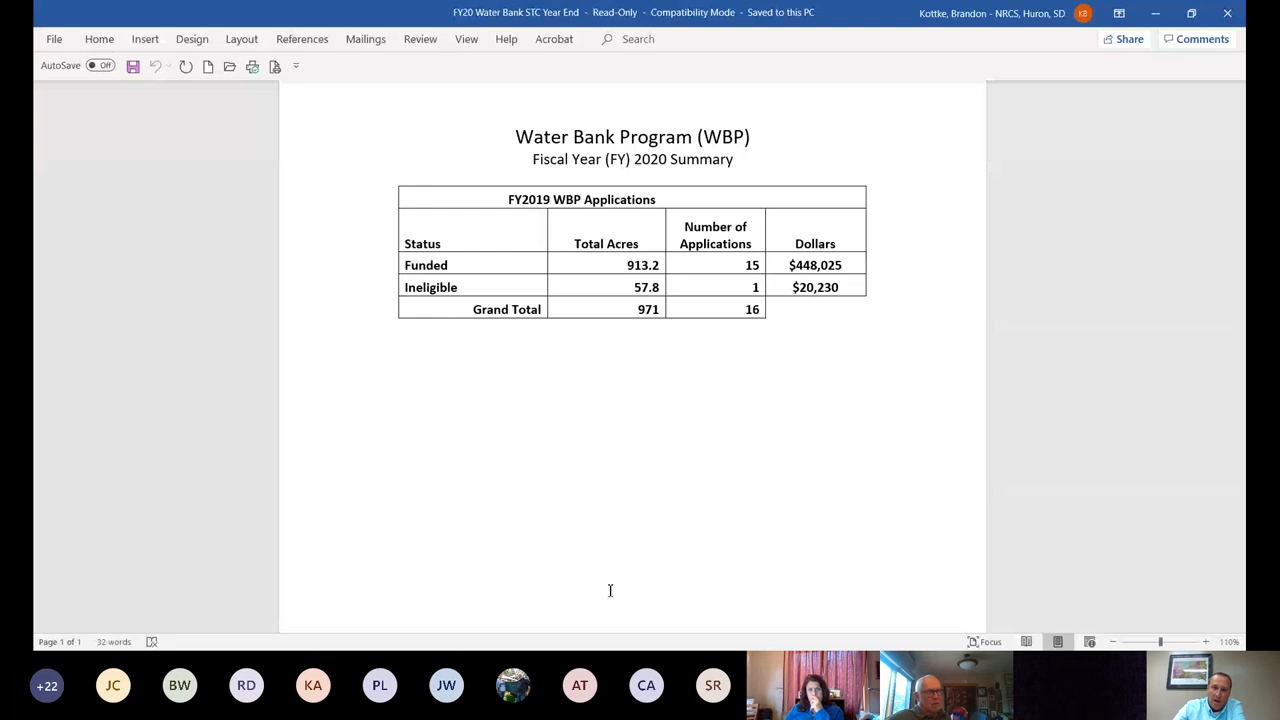 FY20 Water Bank STC Year End - Read-Only - Compatibility Mode - Saved to this PC
Kottke, Brandon - NRCS, Huron, SD KB
File Home Insert Design Layout References Mailings Review View Help Acrobat Search Share Comments
AutoSave Off
Water Bank Program (WBP)
Fiscal Year (FY) 2020 Summary
FY2019 WBP Applications
Status Total Acres Number of Applications Dollars
Funded 913.2 15 $448,025
Ineligible 57.8 1 $20,230
Grand Total 971 16
Page 1 of 1 32 words Focus 110%
+22 JC BW RD KA PL JW AT CA SR